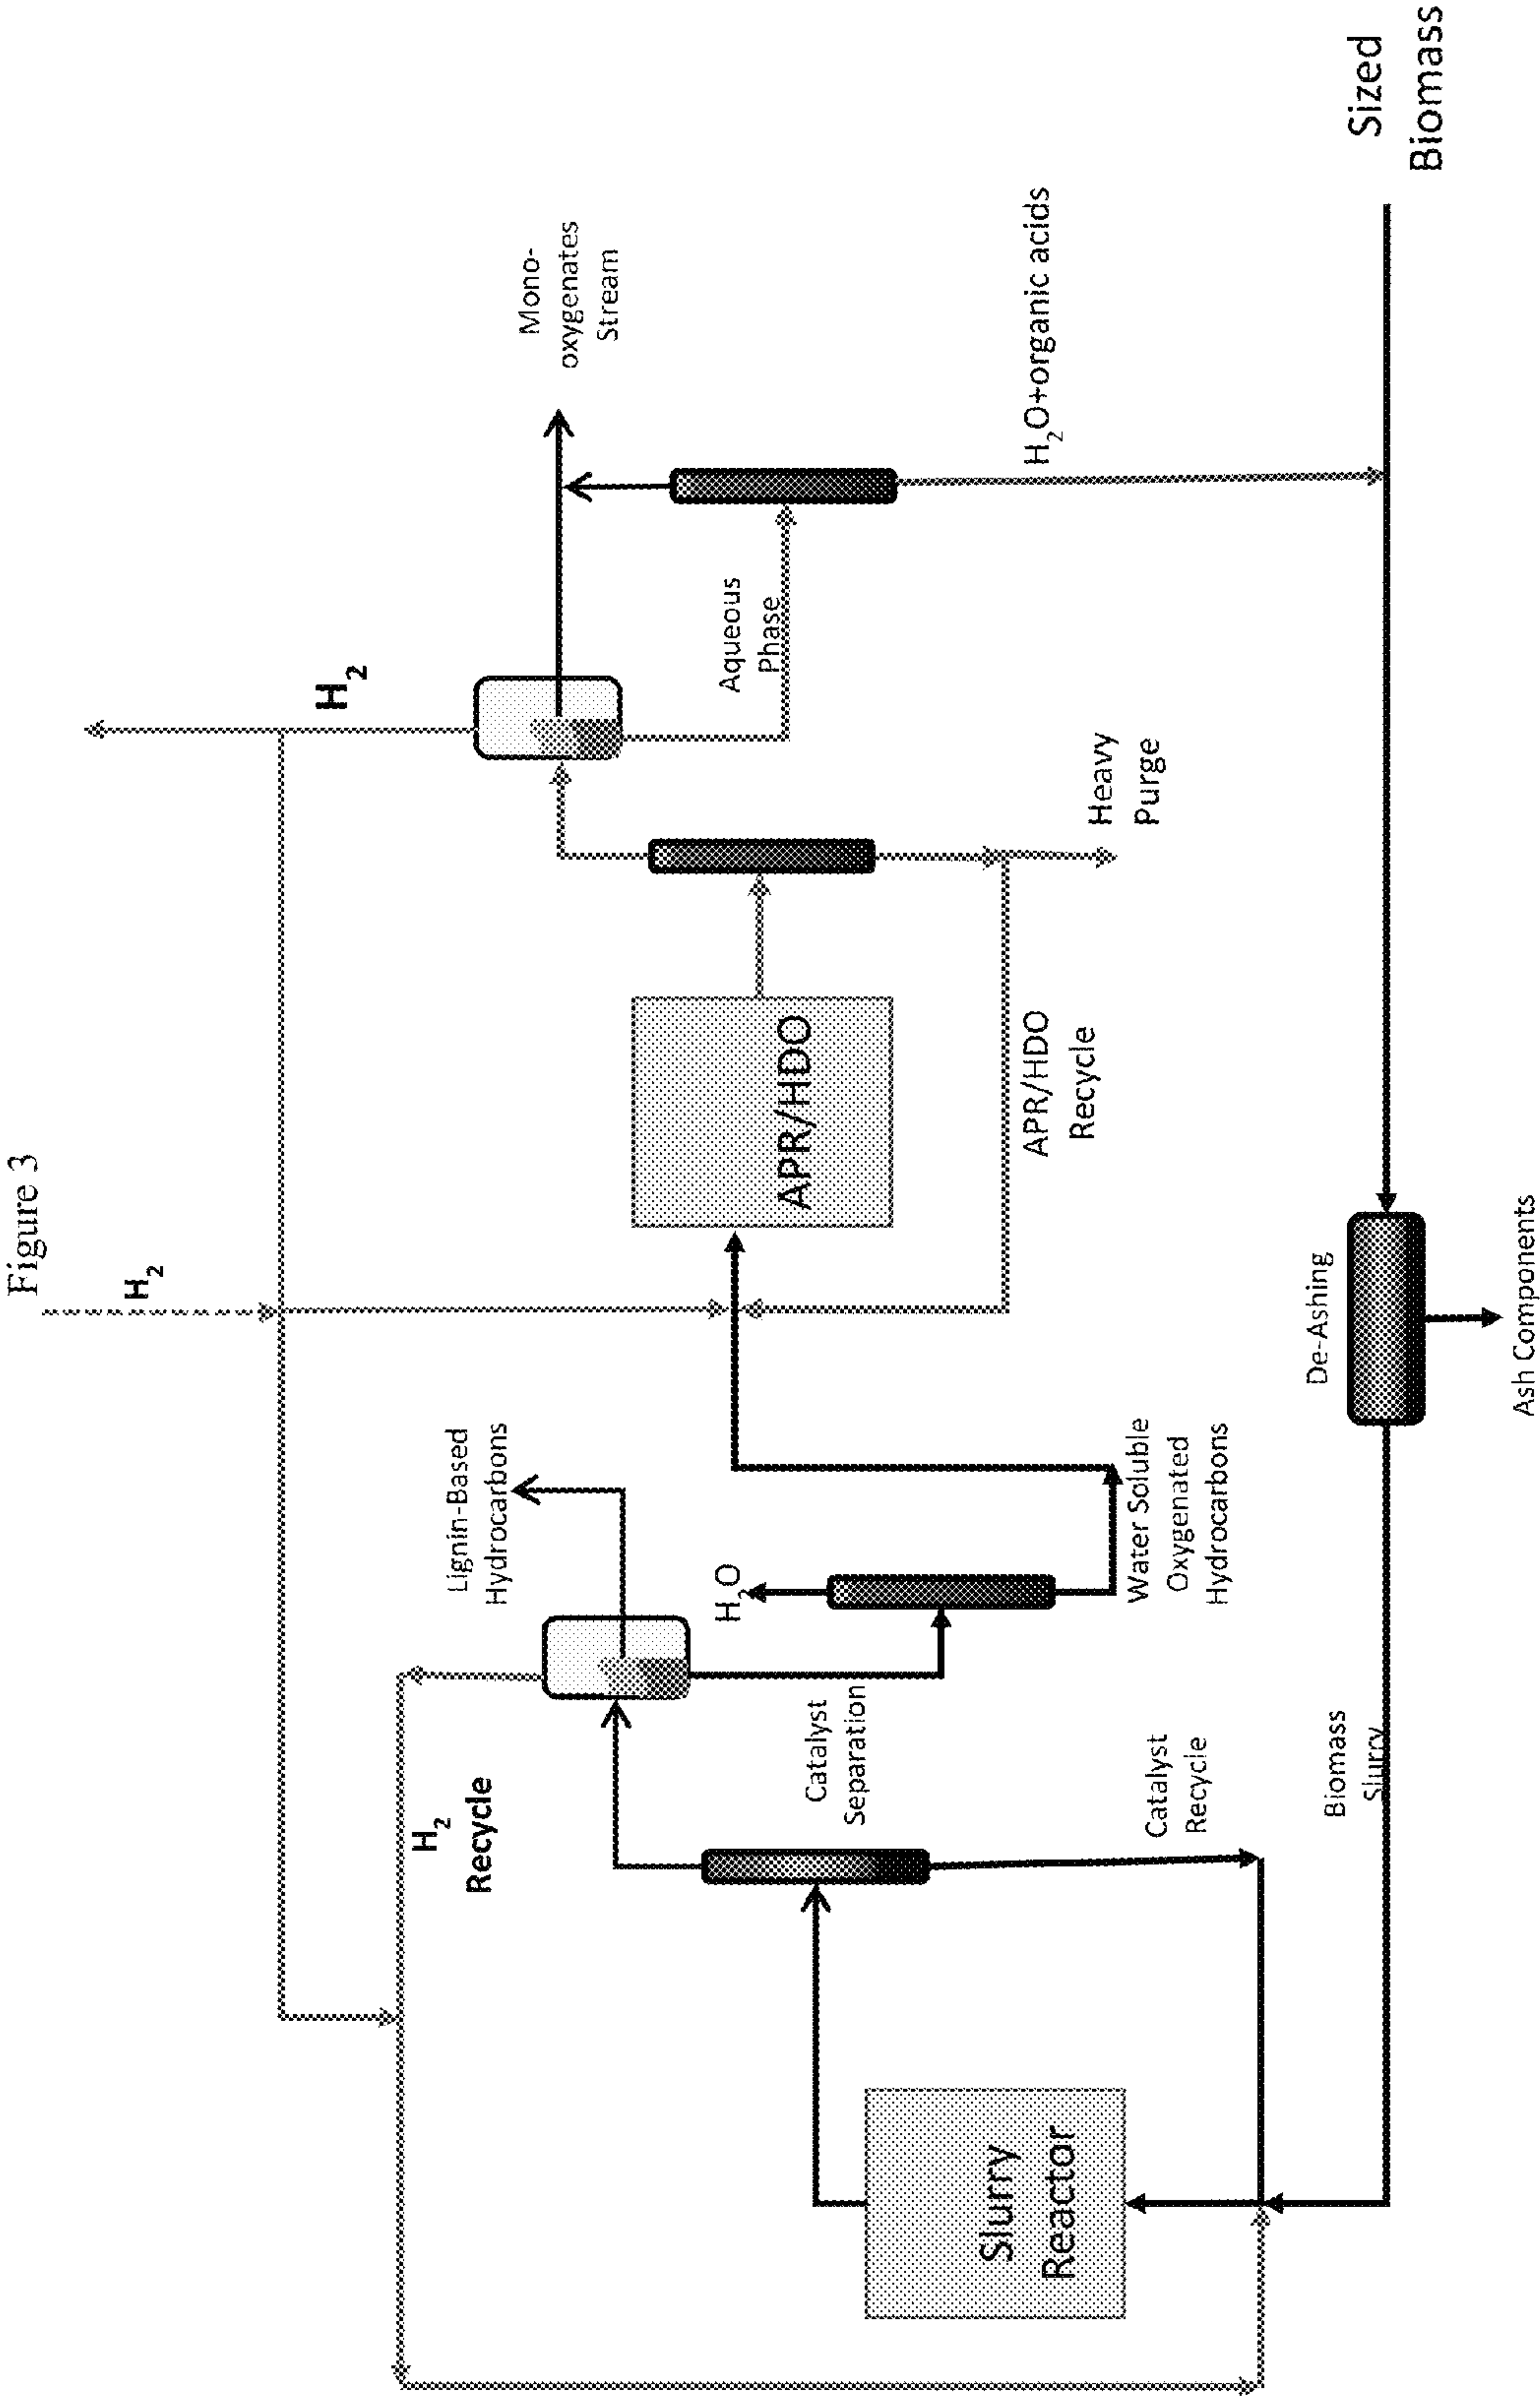 Figure 3
H2
H2
Mono-
oxygenates
Stream
Lignin-Based
Hydrocarbons
H2
Recycle
H2O
Aqueous
Phase
APR/HDO
Catalyst
Separation
H2O+organic acids
Heavy
Purge
APR/HDO
Recycle
Water Soluble
Oxygenated
Hydrocarbons
Slurry
Reactor
Catalyst
Recycle
Sized
Biomass
De-Ashing
Biomass
Slurry
Ash Components